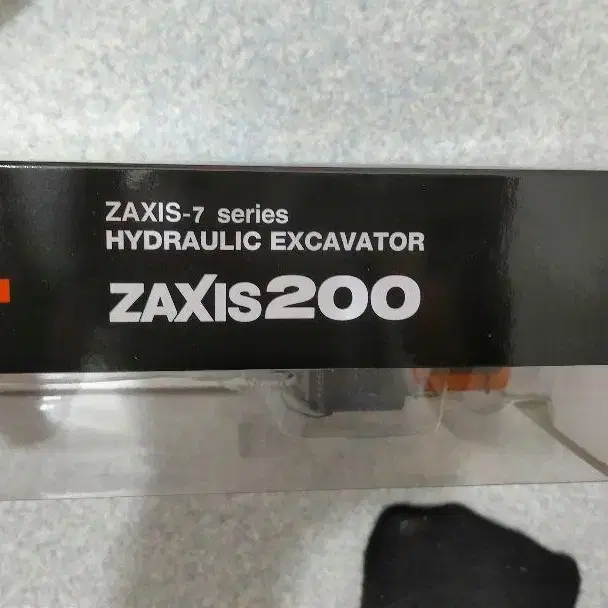 ZAXIS-7 series
HYDRAULIC EXCAVATOR
ZAXIS200